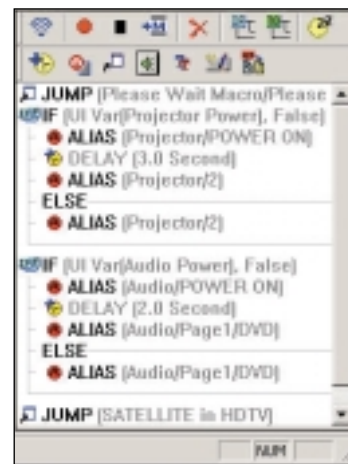 JUMP (Please Wait Macro/Please
IF (UI Var(Projector Power), False)
ALIAS (Projector/POWER ON)
DELAY (3.0 Second)
ALIAS (Projector/2)
ELSE
ALIAS (Projector/2)
IF (UI Var(Audio Power), False)
ALIAS (Audio/POWER ON)
DELAY (2.0 Second)
ALIAS (Audio/Page1/DVD)
ELSE
ALIAS (Audio/Page1/DVD)
JUMP (SATELLITE in HDTV)
NUM